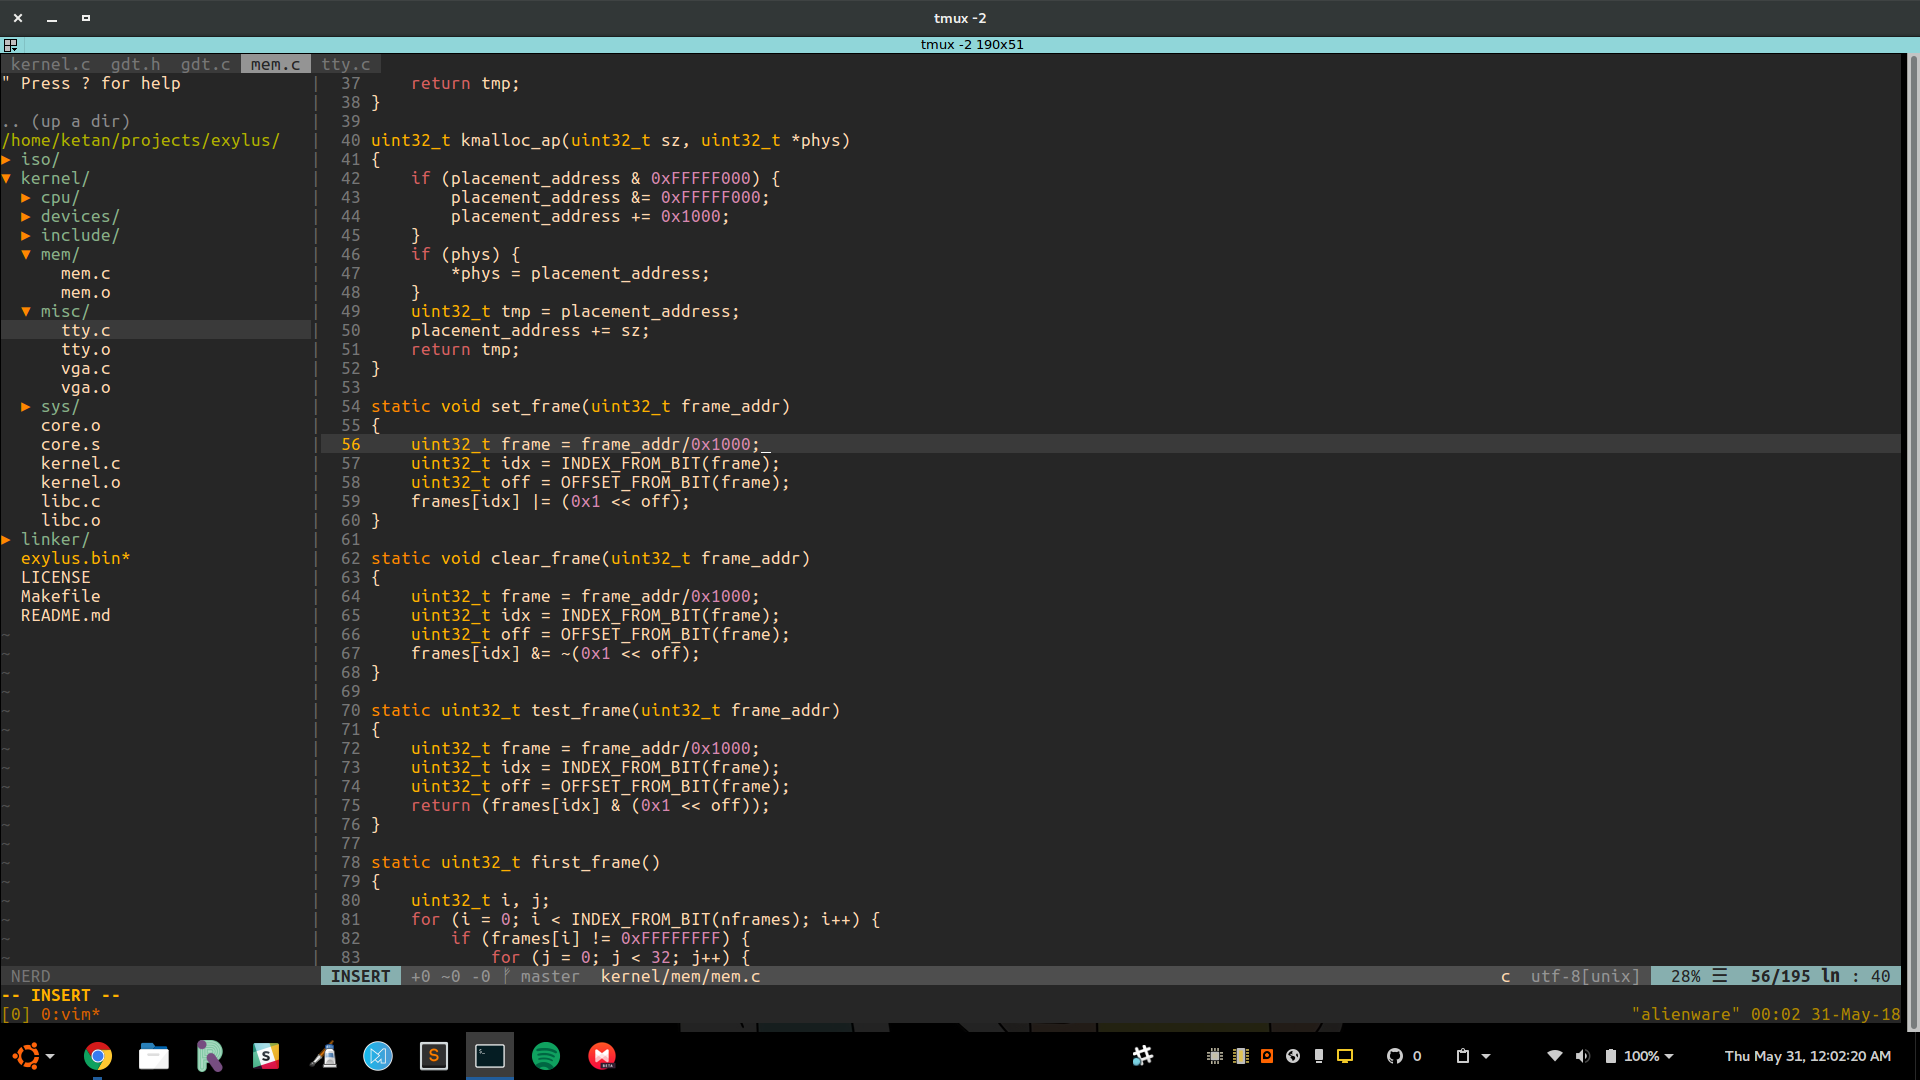 tmux -2
tmux -2 190x51
kernel.c gdt.h gdt.c mem.c tty.c
" Press ? for help
.. (up a dir)
/home/ketan/projects/exylus/
▶ iso/
▼ kernel/
▶ cpu/
▶ devices/
▶ include/
▼ mem/
mem.c
mem.o
▼ misc/
tty.c
tty.o
vga.c
vga.o
▶ sys/
core.o
core.s
kernel.c
kernel.o
libc.c
libc.o
▶ linker/
exylus.bin*
LICENSE
Makefile
README.md
37     return tmp;
38 }
39
40 uint32_t kmalloc_ap(uint32_t sz, uint32_t *phys)
41 {
42     if (placement_address & 0xFFFFF000) {
43         placement_address &= 0xFFFFF000;
44         placement_address += 0x1000;
45     }
46     if (phys) {
47         *phys = placement_address;
48     }
49     uint32_t tmp = placement_address;
50     placement_address += sz;
51     return tmp;
52 }
53
54 static void set_frame(uint32_t frame_addr)
55 {
56     uint32_t frame = frame_addr/0x1000;
57     uint32_t idx = INDEX_FROM_BIT(frame);
58     uint32_t off = OFFSET_FROM_BIT(frame);
59     frames[idx] |= (0x1 << off);
60 }
61
62 static void clear_frame(uint32_t frame_addr)
63 {
64     uint32_t frame = frame_addr/0x1000;
65     uint32_t idx = INDEX_FROM_BIT(frame);
66     uint32_t off = OFFSET_FROM_BIT(frame);
67     frames[idx] &= ~(0x1 << off);
68 }
69
70 static uint32_t test_frame(uint32_t frame_addr)
71 {
72     uint32_t frame = frame_addr/0x1000;
73     uint32_t idx = INDEX_FROM_BIT(frame);
74     uint32_t off = OFFSET_FROM_BIT(frame);
75     return (frames[idx] & (0x1 << off));
76 }
77
78 static uint32_t first_frame()
79 {
80     uint32_t i, j;
81     for (i = 0; i < INDEX_FROM_BIT(nframes); i++) {
82         if (frames[i] != 0xFFFFFFFF) {
83             for (j = 0; j < 32; j++) {
NERD INSERT +0 ~0 -0 master kernel/mem/mem.c c utf-8[unix] 28% ☰ 56/195 ln : 40
-- INSERT --
[0] 0:vim* "alienware" 00:02 31-May-18
0 100% Thu May 31, 12:02:20 AM